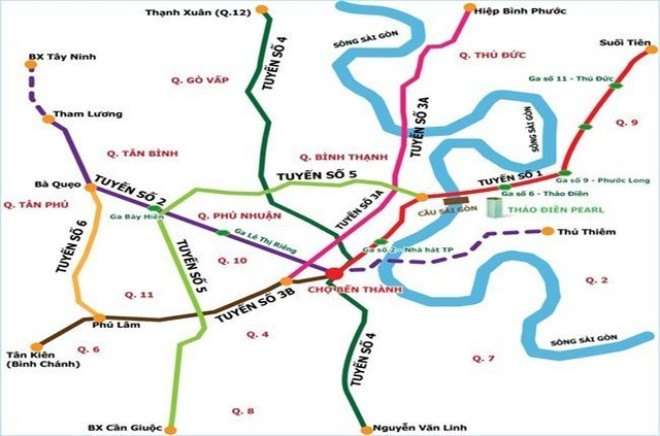 Thạnh Xuân (Q.12)
Hiệp Bình Phước
SÔNG SÀI GÒN
Suối Tiên
BX Tây Ninh
TUYẾN SỐ 4
Q. THỦ ĐỨC
Q. GÒ VẤP
Ga số 11 - Thủ Đức
Tham Lương
TUYẾN SỐ 3A
SÔNG SÀI GÒN
Q. 9
Q. TÂN BÌNH
Q. BÌNH THẠNH
TUYẾN SỐ 5
TUYẾN SỐ 1
Ga số 9 - Phước Long
Bà Quẹo
TUYẾN SỐ 2
TUYẾN SỐ 3A
Ga số 6 - Thảo Điền
Q. TÂN PHÚ
CẦU SÀI GÒN
THẢO ĐIỀN PEARL
Ga Bảy Hiền
Q. PHÚ NHUẬN
Thủ Thiêm
TUYẾN SỐ 6
Ga Lê Thị Riêng
Ga số 2 - Nhà hát TP
TUYẾN SỐ 5
Q. 10
Q. 2
CHỢ BẾN THÀNH
Q. 11
TUYẾN SỐ 3B
Phú Lâm
Q. 4
TUYẾN SỐ 4
SÔNG SÀI GÒN
Q. 6
Tân Kiên
(Bình Chánh)
Q. 7
Q. 8
BX Cần Giuộc
Nguyễn Văn Linh